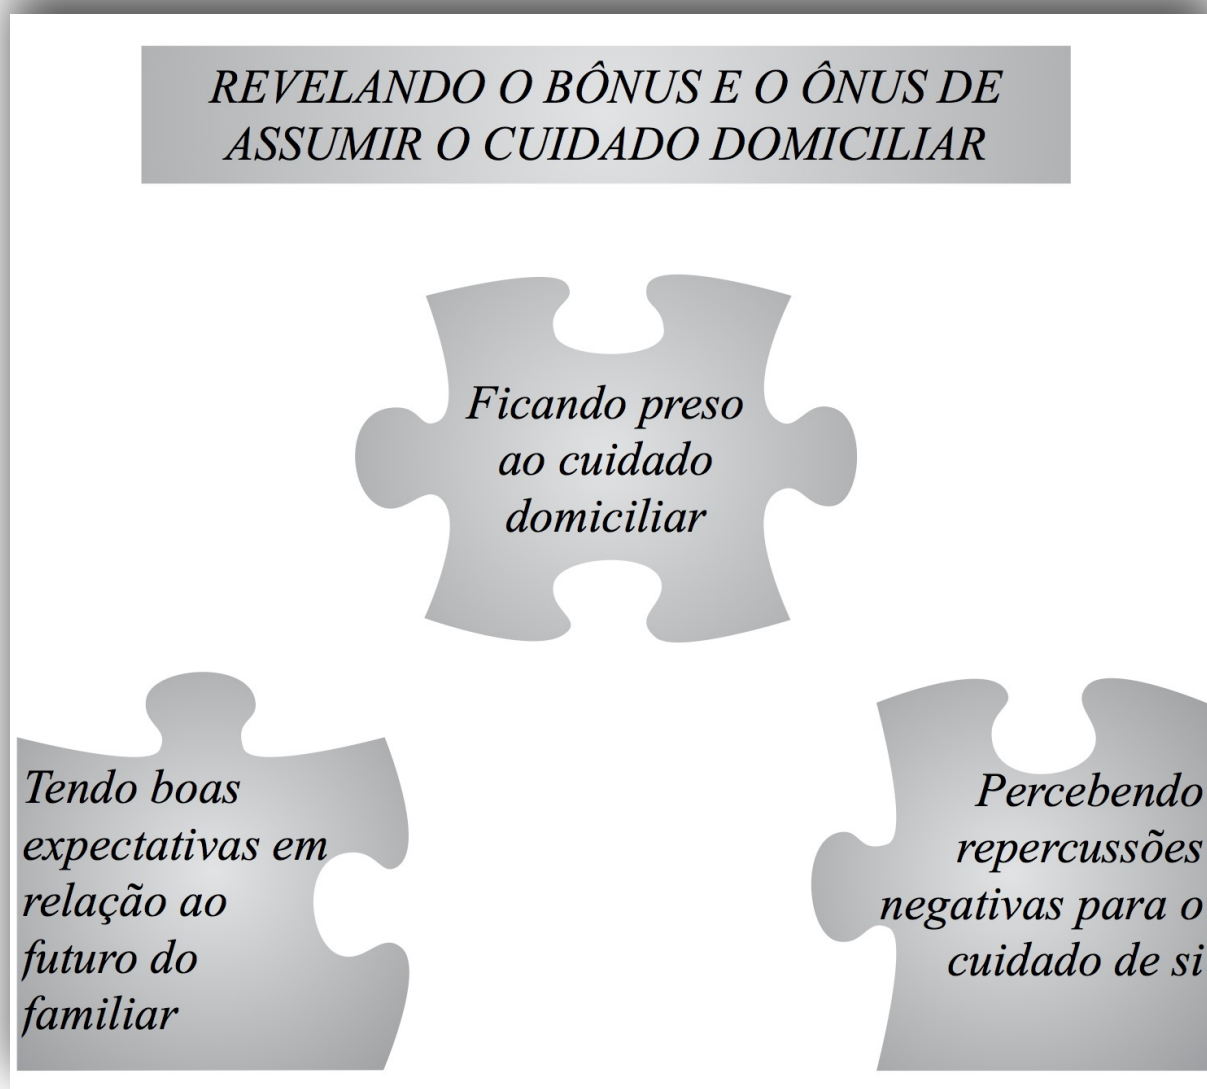 REVELANDO O BÔNUS E O ÔNUS DE
ASSUMIR O CUIDADO DOMICILIAR
Ficando preso
ao cuidado
domiciliar
Tendo boas
expectativas em
relação ao
futuro do
familiar
Percebendo
repercussões
negativas para o
cuidado de si